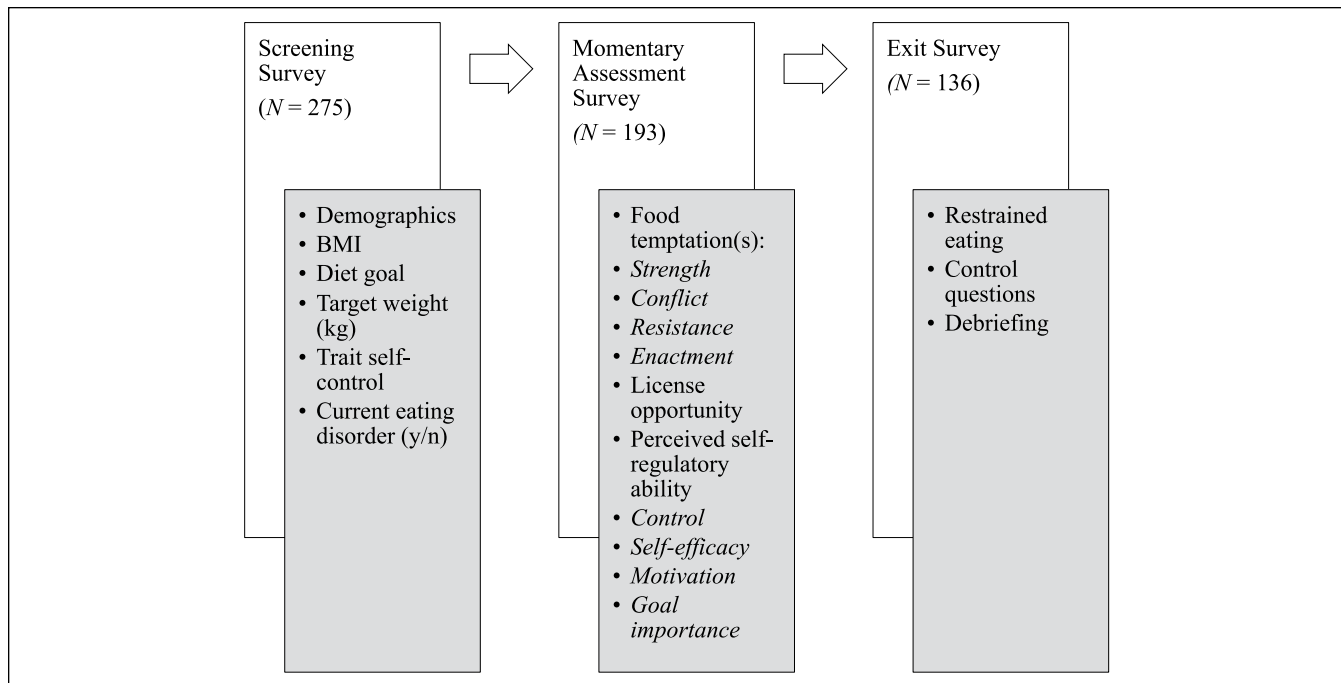 Screening
Survey
(N = 275)
• Demographics
• BMI
• Diet goal
• Target weight
(kg)
• Trait self-
control
• Current eating
disorder (y/n)
Momentary
Assessment
Survey
(N = 193)
• Food
temptation(s):
• Strength
• Conflict
• Resistance
• Enactment
• License
opportunity
• Perceived self-
regulatory
ability
• Control
• Self-efficacy
• Motivation
• Goal
importance
Exit Survey
(N = 136)
• Restrained
eating
• Control
questions
• Debriefing